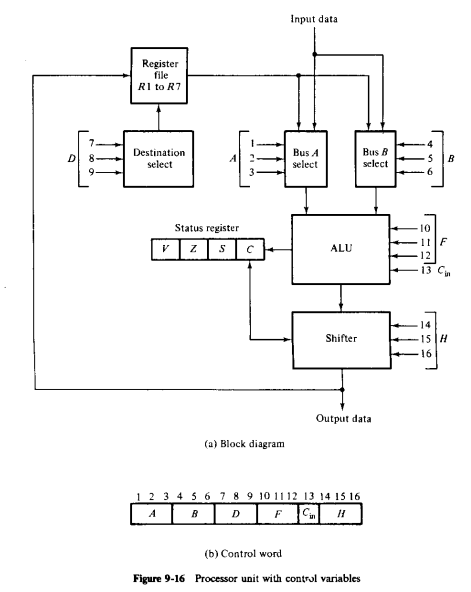 Input data
Register
file
R1 to R7
7
8
9
D
Destination
select
A
1
2
3
Bus A
select
Bus B
select
4
5
6
B
Status register
V Z S C
ALU
10
11
12
F
13 C in
Shifter
14
15
16
H
Output data
(a) Block diagram
1 2 3 4 5 6 7 8 9 10 11 12 13 14 15 16
A B D F C in H
(b) Control word
Figure 9-16 Processor unit with control variables